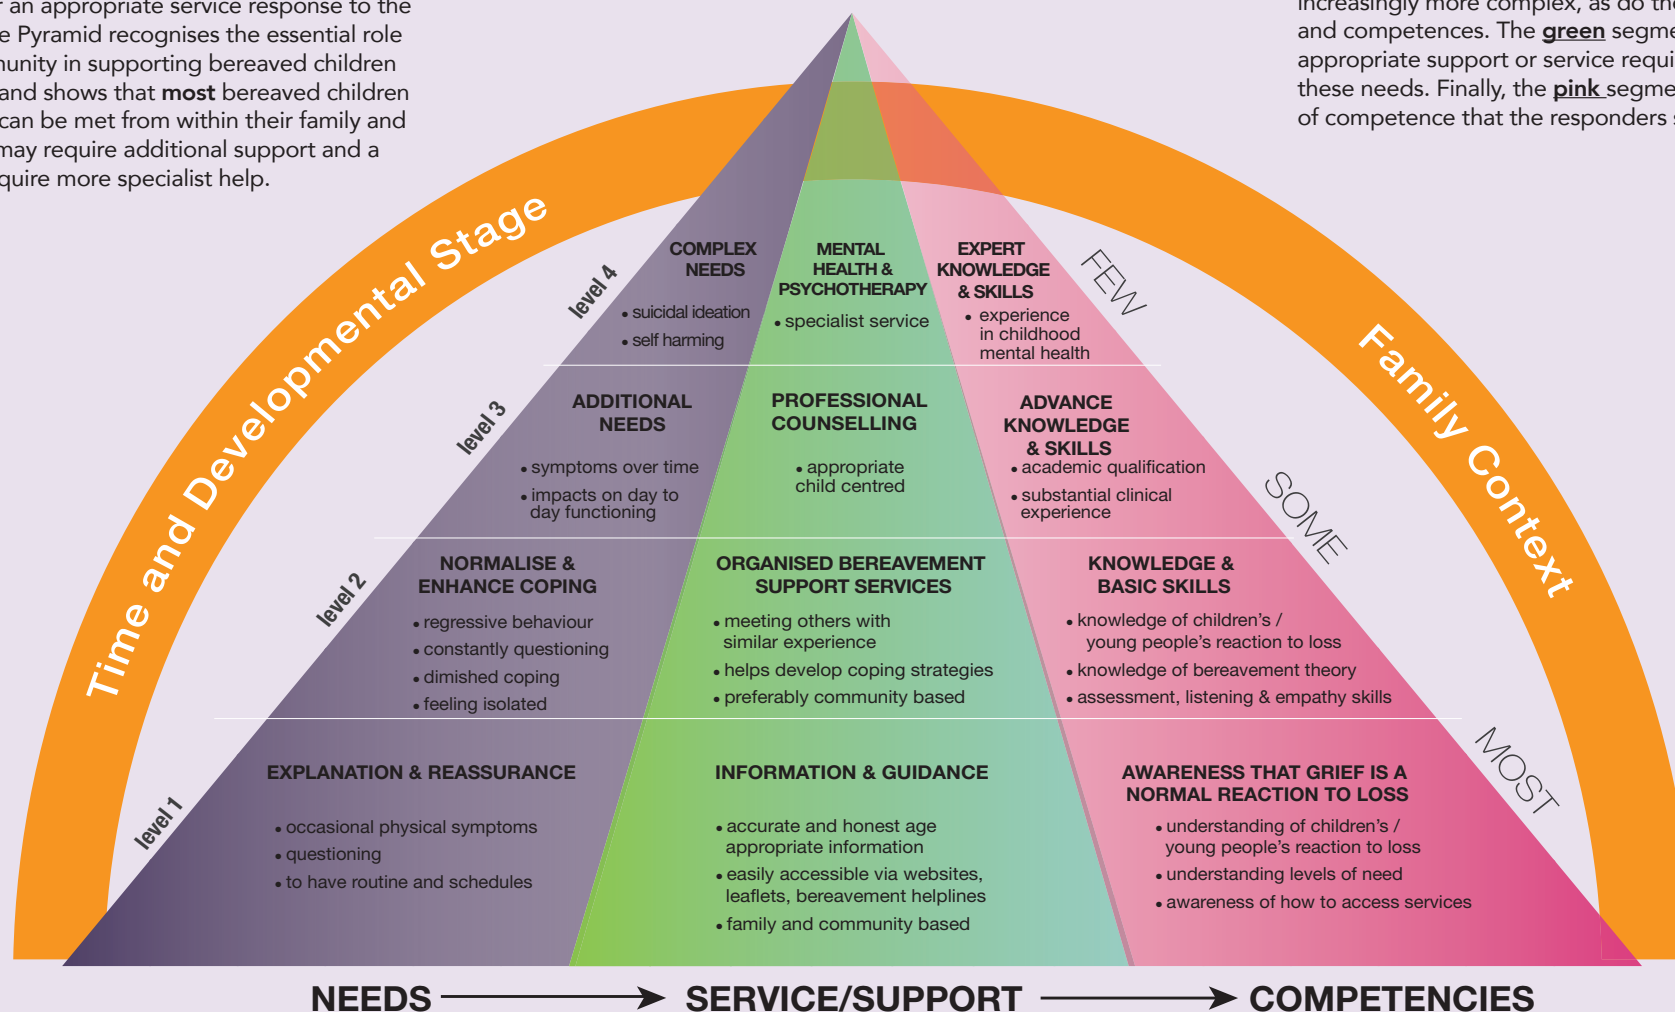 r an appropriate service response to the
e Pyramid recognises the essential role
unity in supporting bereaved children
and shows that most bereaved children
can be met from within their family and
may require additional support and a
quire more specialist help.
increasingly more complex, as do the
and competences. The green segme
appropriate support or service requi
these needs. Finally, the pink segme
of competence that the responders s
Time and Developmental Stage
Family Context
level 4
COMPLEX
NEEDS
• suicidal ideation
• self harming
MENTAL
HEALTH &
PSYCHOTHERAPY
• specialist service
EXPERT
KNOWLEDGE
& SKILLS
• experience
in childhood
mental health
FEW
level 3
ADDITIONAL
NEEDS
• symptoms over time
• impacts on day to
day functioning
PROFESSIONAL
COUNSELLING
• appropriate
child centred
ADVANCE
KNOWLEDGE
& SKILLS
• academic qualification
• substantial clinical
experience
SOME
level 2
NORMALISE &
ENHANCE COPING
• regressive behaviour
• constantly questioning
• dimished coping
• feeling isolated
ORGANISED BEREAVEMENT
SUPPORT SERVICES
• meeting others with
similar experience
• helps develop coping strategies
• preferably community based
KNOWLEDGE &
BASIC SKILLS
• knowledge of children's /
young people's reaction to loss
• knowledge of bereavement theory
• assessment, listening & empathy skills
MOST
level 1
EXPLANATION & REASSURANCE
• occasional physical symptoms
• questioning
• to have routine and schedules
INFORMATION & GUIDANCE
• accurate and honest age
appropriate information
• easily accessible via websites,
leaflets, bereavement helplines
• family and community based
AWARENESS THAT GRIEF IS A
NORMAL REACTION TO LOSS
• understanding of children's /
young people's reaction to loss
• understanding levels of need
• awareness of how to access services
NEEDS
SERVICE/SUPPORT
COMPETENCIES